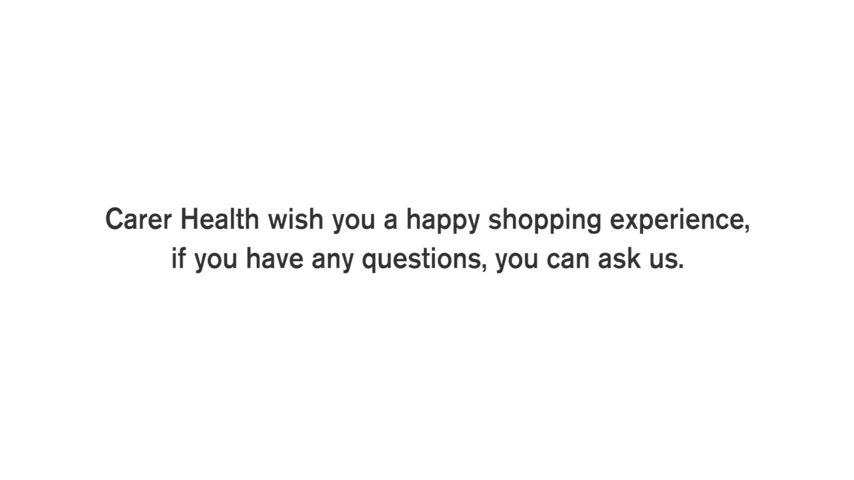 Carer Health wish you a happy shopping experience,
if you have any questions, you can ask us.